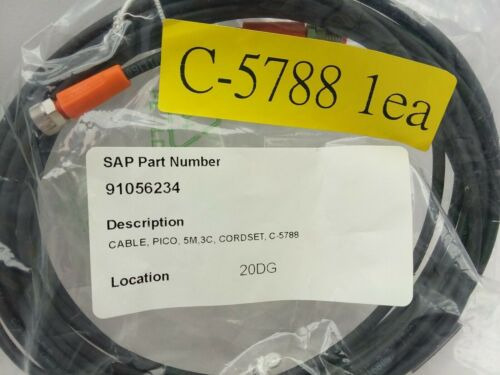 C-5788 1ea
SAP Part Number
91056234
Description
CABLE, PICO, 5M,3C, CORDSET, C-5788
Location 20DG